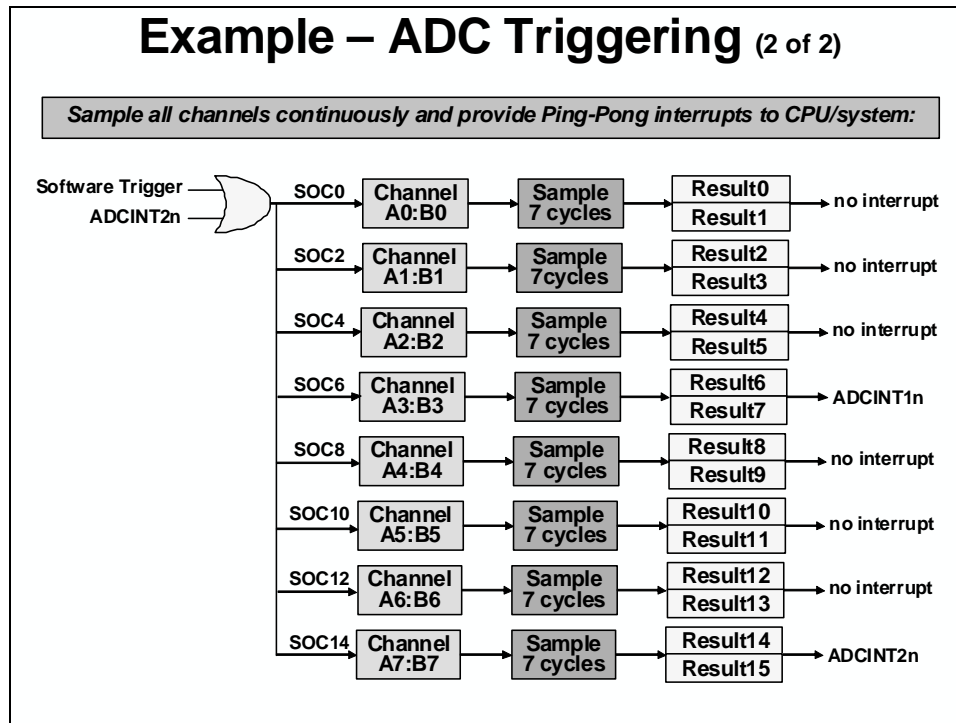 Example – ADC Triggering (2 of 2)
Sample all channels continuously and provide Ping-Pong interrupts to CPU/system:
Software Trigger
ADCINT2n
SOC0
Channel
A0:B0
Sample
7 cycles
Result0
Result1
no interrupt
SOC2
Channel
A1:B1
Sample
7cycles
Result2
Result3
no interrupt
SOC4
Channel
A2:B2
Sample
7 cycles
Result4
Result5
no interrupt
SOC6
Channel
A3:B3
Sample
7 cycles
Result6
Result7
ADCINT1n
SOC8
Channel
A4:B4
Sample
7 cycles
Result8
Result9
no interrupt
SOC10
Channel
A5:B5
Sample
7 cycles
Result10
Result11
no interrupt
SOC12
Channel
A6:B6
Sample
7 cycles
Result12
Result13
no interrupt
SOC14
Channel
A7:B7
Sample
7 cycles
Result14
Result15
ADCINT2n